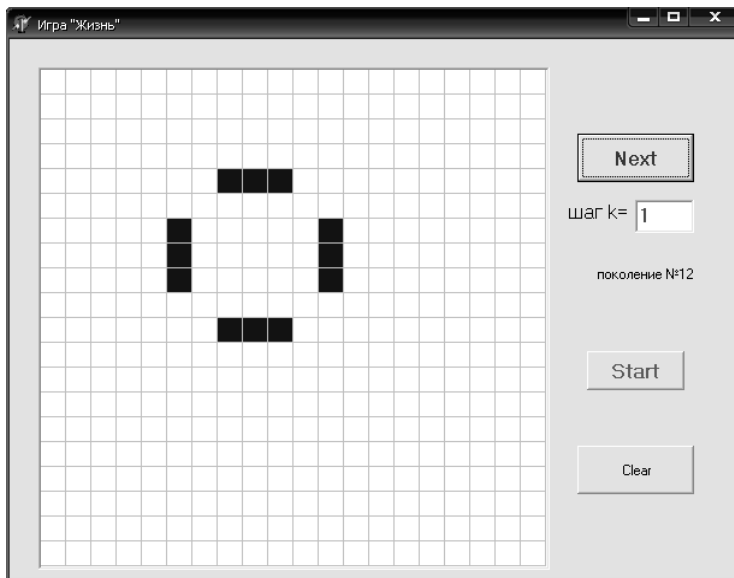 Игра "Жизнь"
Next
шаг k= 1
поколение №12
Start
Clear